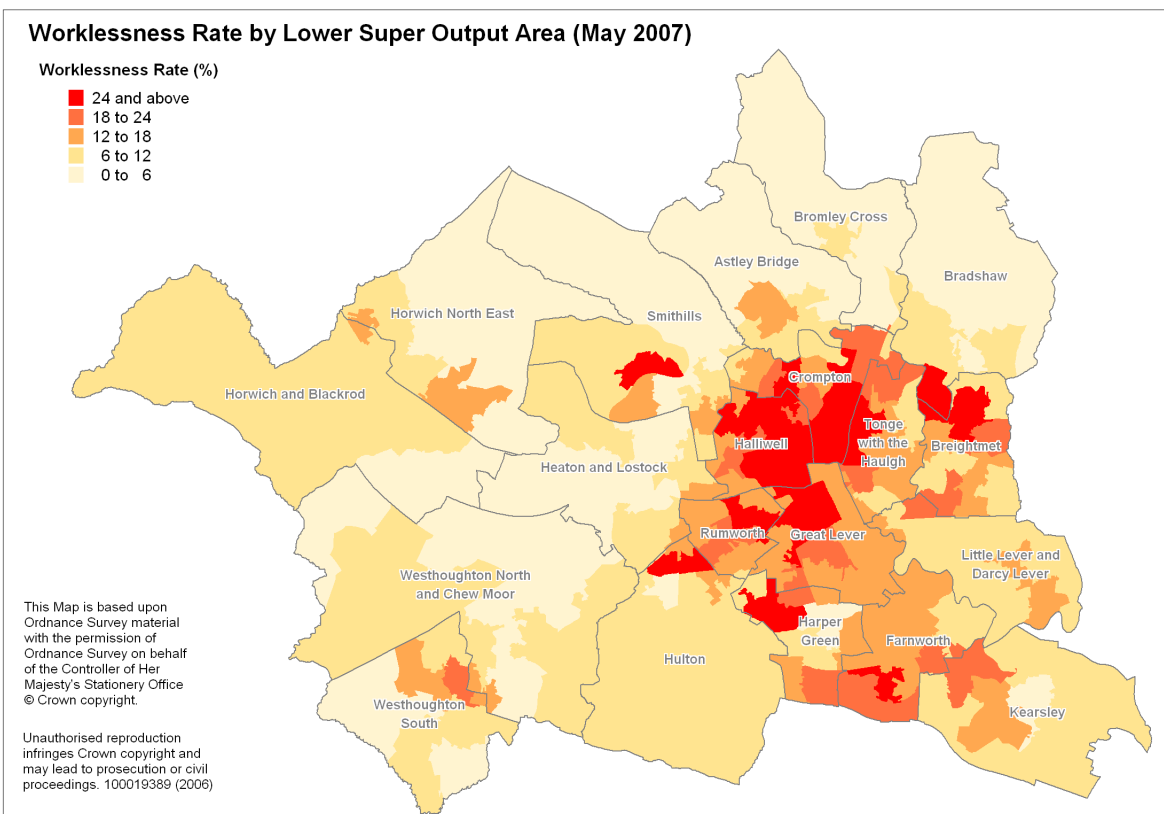 Worklessness Rate by Lower Super Output Area (May 2007)
Worklessness Rate (%)
24 and above
18 to 24
12 to 18
6 to 12
0 to 6
Bromley Cross
Astley Bridge
Bradshaw
Horwich North East
Smithills
Crompton
Horwich and Blackrod
Halliwell
Tonge
with the
Haulgh
Breightmet
Heaton and Lostock
Rumworth
Great Lever
Little Lever and
Darcy Lever
Westhoughton North
and Chew Moor
Harper
Green
Farnworth
Hulton
Westhoughton
South
Kearsley
This Map is based upon
Ordnance Survey material
with the permission of
Ordnance Survey on behalf
of the Controller of Her
Majesty's Stationery Office
© Crown copyright.
Unauthorised reproduction
infringes Crown copyright and
may lead to prosecution or civil
proceedings. 100019389 (2006)